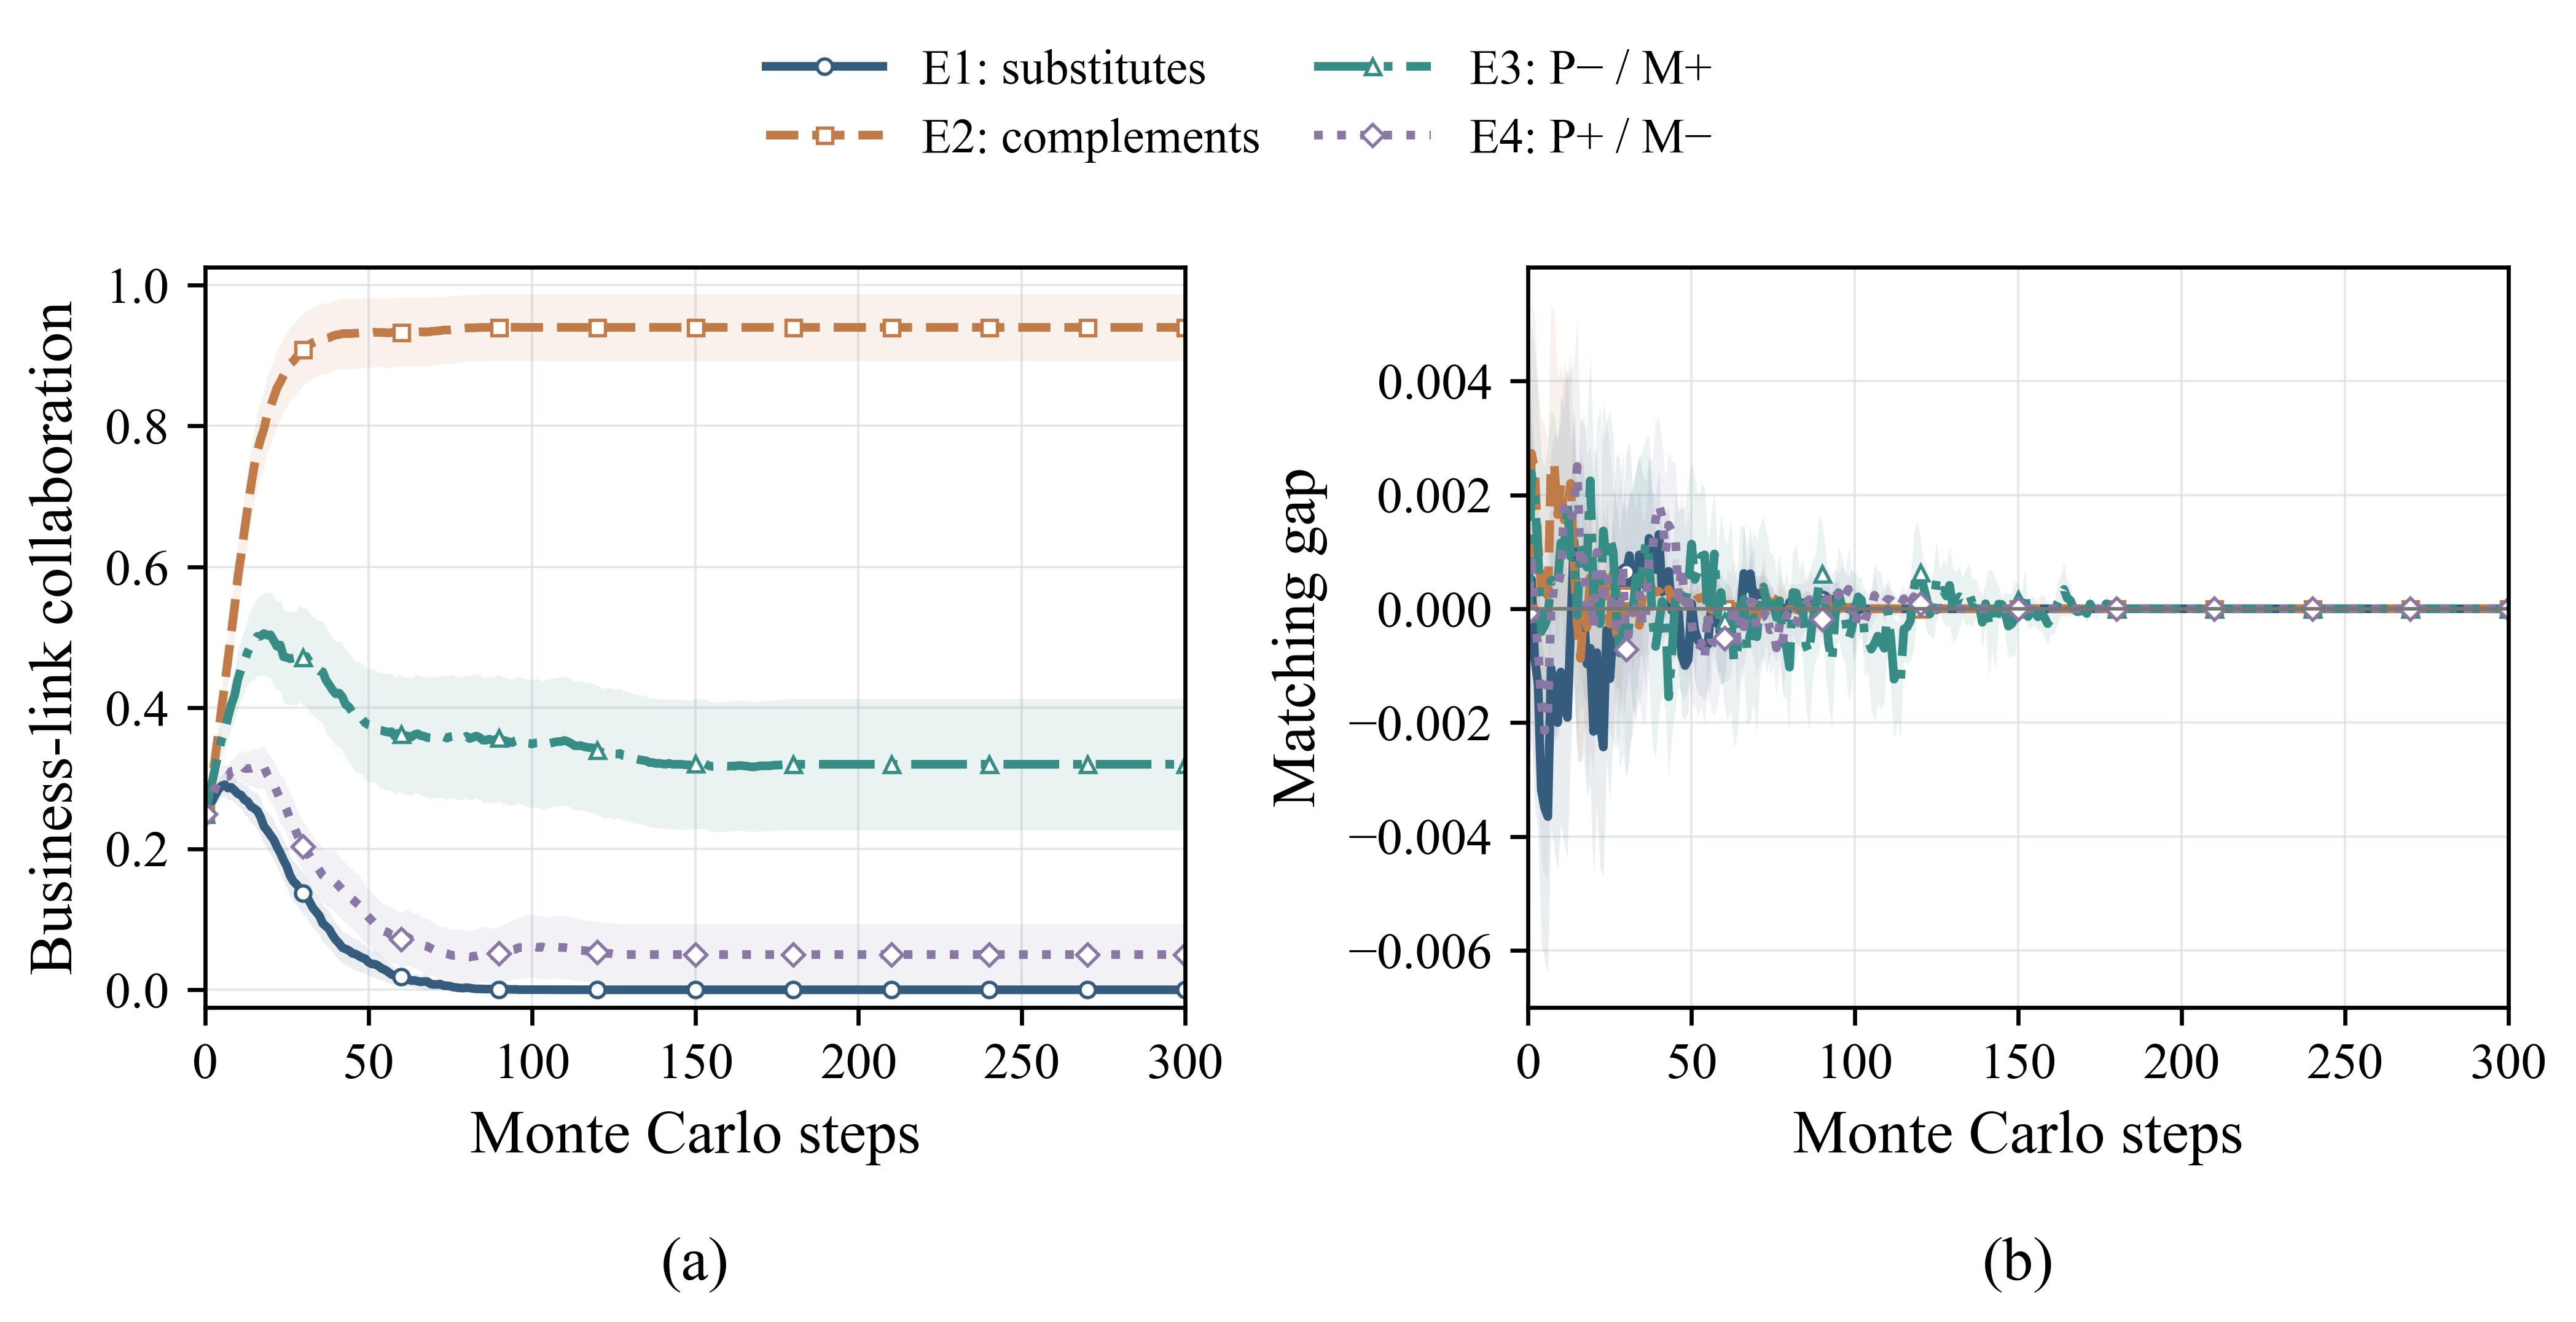 E1: substitutes
E2: complements
E3: P− / M+
E4: P+ / M−
Business-link collaboration
1.0
0.8
0.6
0.4
0.2
0.0
0 50 100 150 200 250 300
Monte Carlo steps
(a)
Matching gap
0.004
0.002
0.000
−0.002
−0.004
−0.006
0 50 100 150 200 250 300
Monte Carlo steps
(b)